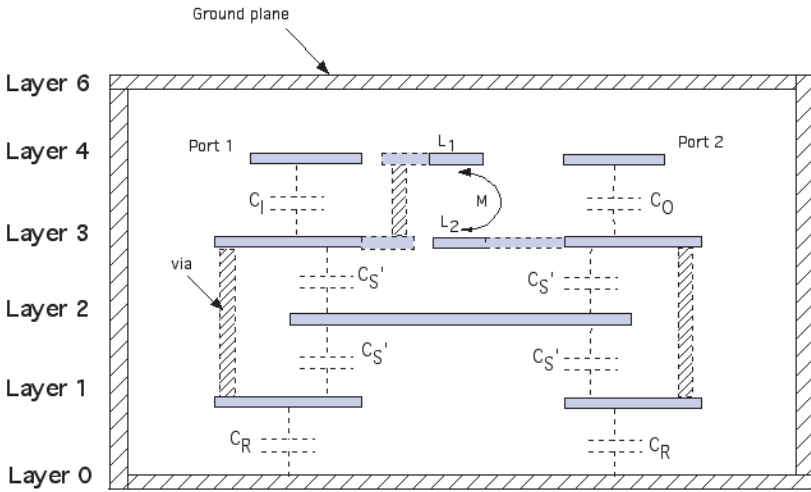 Ground plane
Layer 6
Layer 4
Port 1
L1
Port 2
CI
M
CO
Layer 3
L2
via
CS'
CS'
Layer 2
CS'
CS'
Layer 1
CR
CR
Layer 0